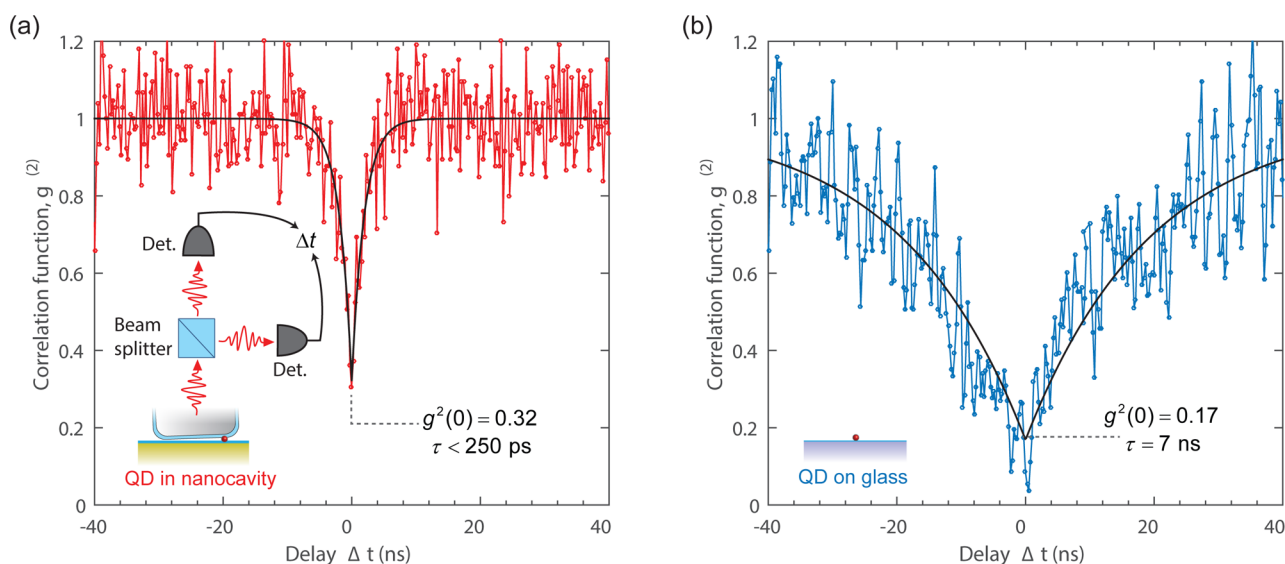 (a)
Correlation function, g (2)
1.2
1
0.8
0.6
0.4
0.2
0
-40
-20
0
20
40
Delay Δ t (ns)
Det.
Δt
Beam
splitter
Det.
QD in nanocavity
g²(0) = 0.32
τ < 250 ps
(b)
Correlation function, g (2)
1.2
1
0.8
0.6
0.4
0.2
0
-40
-20
0
20
40
Delay Δ t (ns)
QD on glass
g²(0) = 0.17
τ = 7 ns